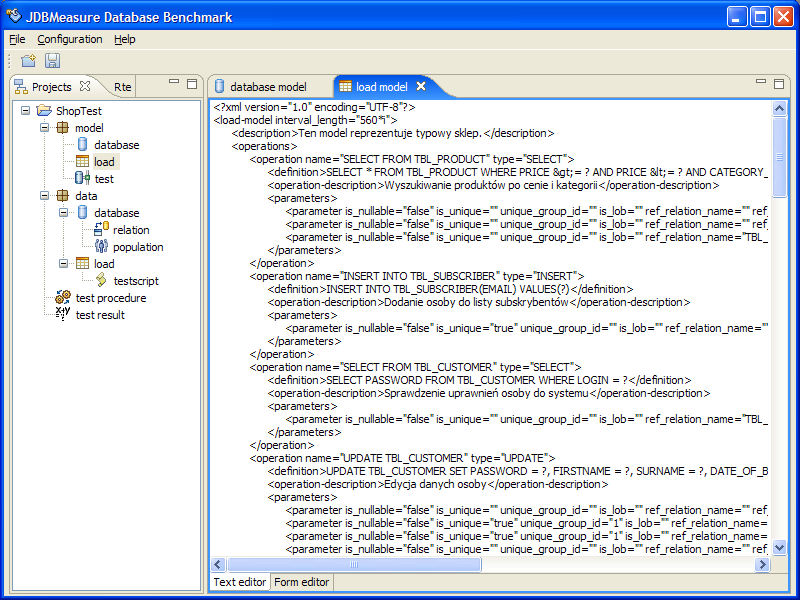 JDBMeasure Database Benchmark
File Configuration Help
Projects Rte
ShopTest
model
database
load
test
data
database
relation
population
load
testscript
test procedure
test result
database model load model
<?xml version="1.0" encoding="UTF-8"?>
<load-model interval_length="560*i">
<description>Ten model reprezentuje typowy sklep.</description>
<operations>
<operation name="SELECT FROM TBL_PRODUCT" type="SELECT">
<definition>SELECT * FROM TBL_PRODUCT WHERE PRICE &gt;= ? AND PRICE &lt;= ? AND CATEGORY_
<operation-description>Wyszukiwanie produktów po cenie i kategorii</operation-description>
<parameters>
<parameter is_nullable="false" is_unique="" unique_group_id="" is_lob="" ref_relation_name="" ref_
<parameter is_nullable="false" is_unique="" unique_group_id="" is_lob="" ref_relation_name="" ref_
<parameter is_nullable="false" is_unique="" unique_group_id="" is_lob="" ref_relation_name="TBL_
</parameters>
</operation>
<operation name="INSERT INTO TBL_SUBSCRIBER" type="INSERT">
<definition>INSERT INTO TBL_SUBSCRIBER(EMAIL) VALUES(?)</definition>
<operation-description>Dodanie osoby do listy subskrybentów</operation-description>
<parameters>
<parameter is_nullable="false" is_unique="true" unique_group_id="" is_lob="" ref_relation_name=""
</parameters>
</operation>
<operation name="SELECT FROM TBL_CUSTOMER" type="SELECT">
<definition>SELECT PASSWORD FROM TBL_CUSTOMER WHERE LOGIN = ?</definition>
<operation-description>Sprawdzenie uprawnień osoby do systemu</operation-description>
<parameters>
<parameter is_nullable="false" is_unique="" unique_group_id="" is_lob="" ref_relation_name="TBL_
</parameters>
</operation>
<operation name="UPDATE TBL_CUSTOMER" type="UPDATE">
<definition>UPDATE TBL_CUSTOMER SET PASSWORD = ?, FIRSTNAME = ?, SURNAME = ?, DATE_OF_B
<operation-description>Edycja danych osoby</operation-description>
<parameters>
<parameter is_nullable="false" is_unique="" unique_group_id="" is_lob="" ref_relation_name="" ref_
<parameter is_nullable="false" is_unique="true" unique_group_id="1" is_lob="" ref_relation_name=
<parameter is_nullable="false" is_unique="true" unique_group_id="1" is_lob="" ref_relation_name=
<parameter is_nullable="false" is_unique="" unique_group_id="" is_lob="" ref_relation_name="" ref_
Text editor Form editor